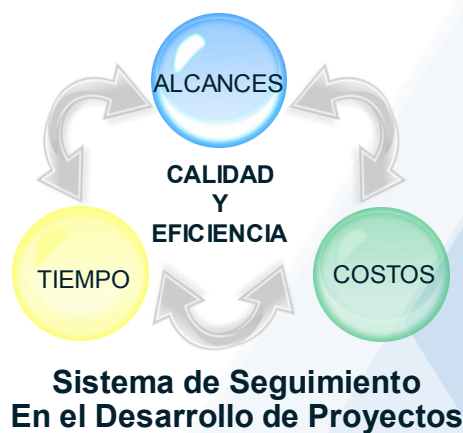 ALCANCES
CALIDAD
Y
EFICIENCIA
TIEMPO
COSTOS
Sistema de Seguimiento
En el Desarrollo de Proyectos